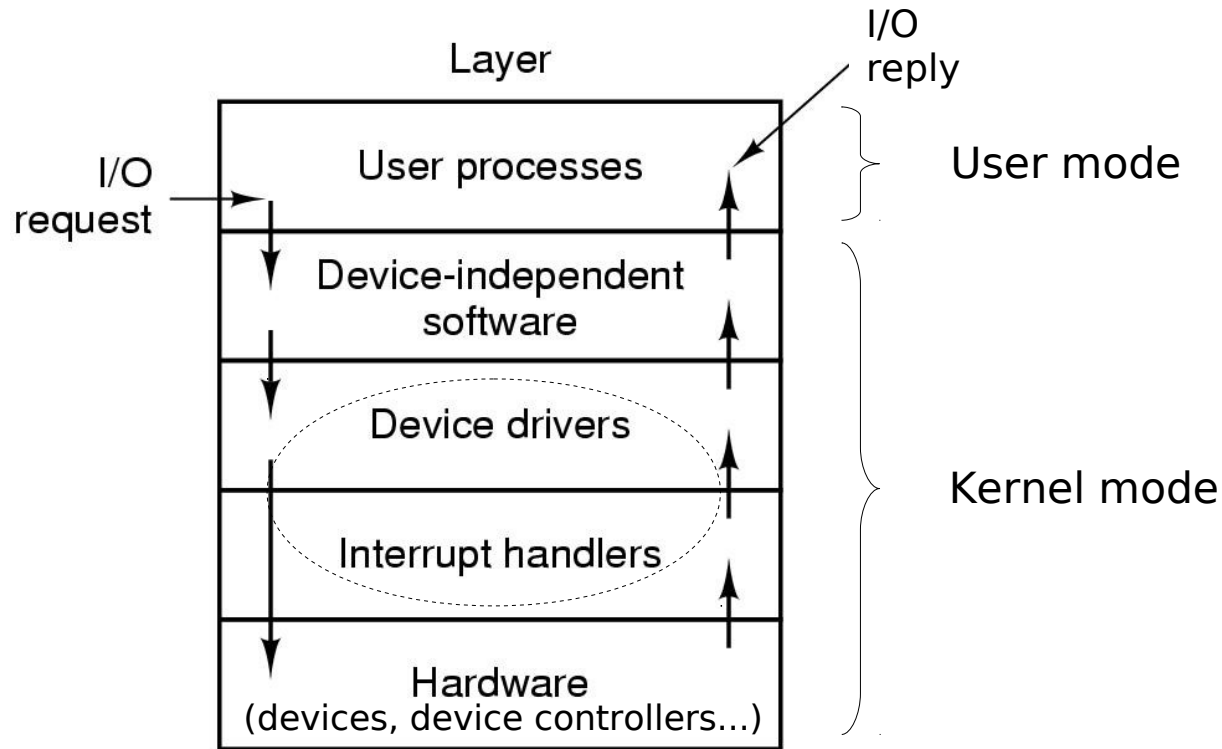 I/O
reply
Layer
User processes
User mode
I/O
request
Device-independent
software
Device drivers
Kernel mode
Interrupt handlers
Hardware
(devices, device controllers...)